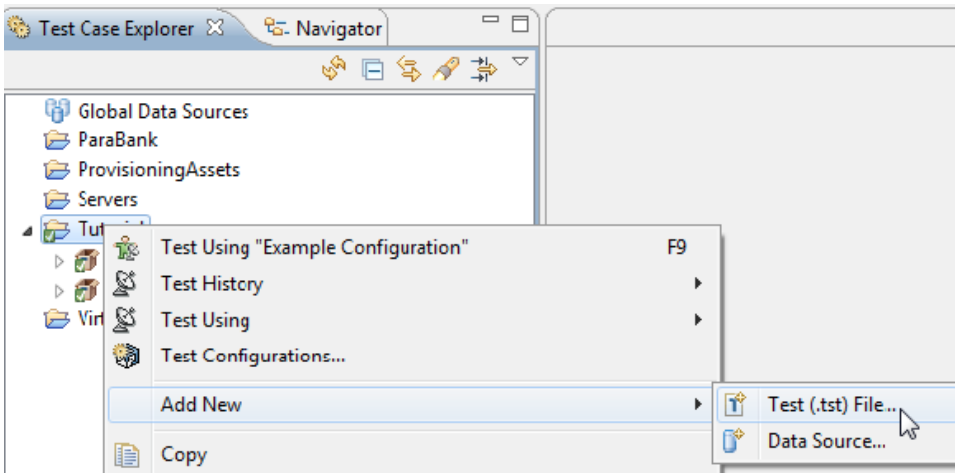 Test Case Explorer
Navigator
Global Data Sources
ParaBank
ProvisioningAssets
Servers
Test Using "Example Configuration" F9
Test History
Test Using
Test Configurations...
Add New
Test (.tst) File...
Data Source...
Copy